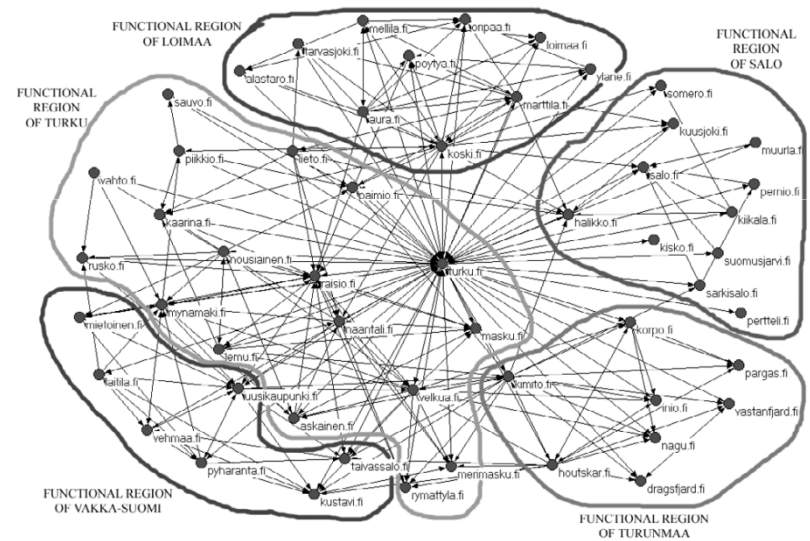 FUNCTIONAL REGION
OF LOIMAA
mellila.fi
oripaa.fi
loimaa.fi
tarvasjoki.fi
poytya.fi
ylane.fi
alastaro.fi
marttila.fi
aura.fi
koski.fi
FUNCTIONAL
REGION
OF SALO
somero.fi
kuusjoki.fi
muurla.fi
salo.fi
pernio.fi
halikko.fi
kiikala.fi
kisko.fi
suomusjarvi.fi
sarkisalo.fi
pertteli.fi
FUNCTIONAL
REGION
OF TURKU
sauvo.fi
piikkio.fi
lieto.fi
vahto.fi
paimio.fi
kaarina.fi
rusko.fi
nousiainen.fi
raisio.fi
turku.fi
mynamaki.fi
naantali.fi
masku.fi
lemu.fi
velkua.fi
askainen.fi
merimasku.fi
rymattyla.fi
mietoinen.fi
laitila.fi
uusikaupunki.fi
vehmaa.fi
pyharanta.fi
taivassalo.fi
kustavi.fi
FUNCTIONAL REGION
OF VAKKA-SUOMI
korpo.fi
pargas.fi
kimito.fi
inio.fi
vastanfjard.fi
nagu.fi
houtskar.fi
dragsfjard.fi
FUNCTIONAL REGION
OF TURUNMAA